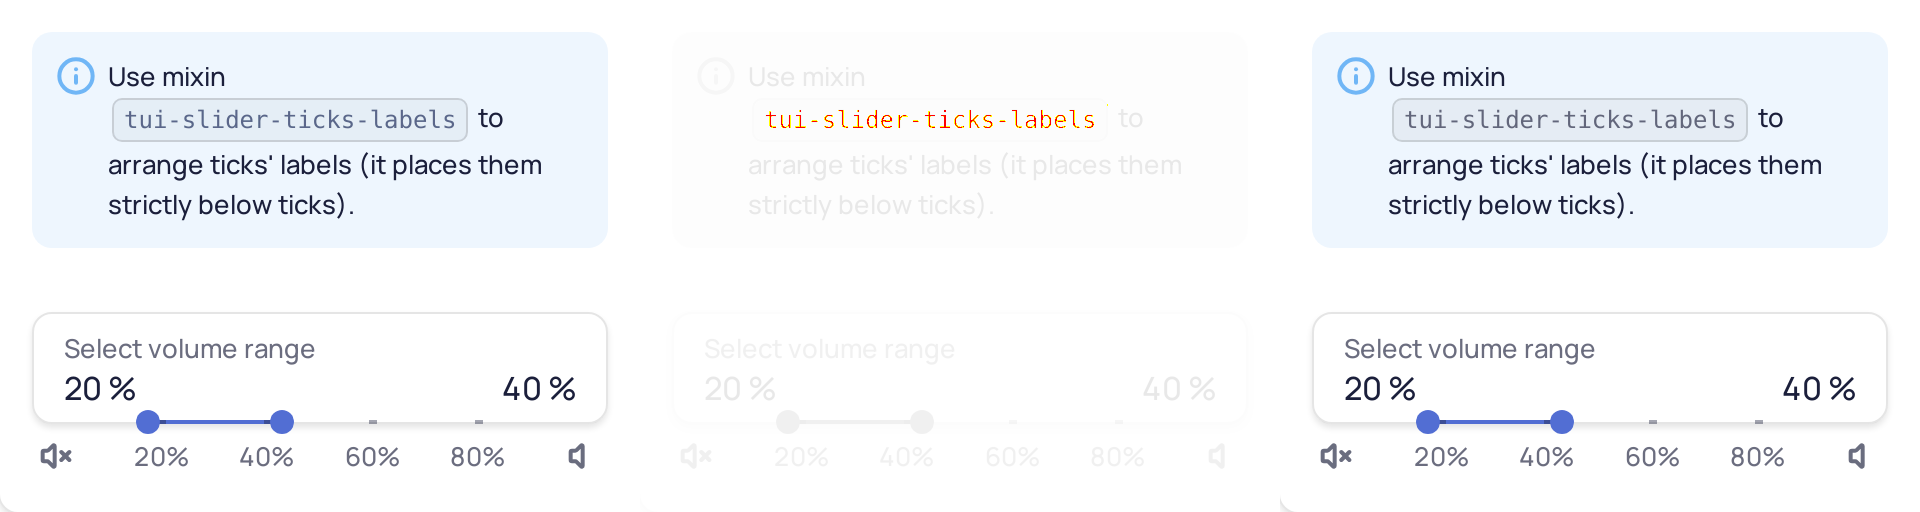 Use mixin
tui-slider-ticks-labels to
arrange ticks' labels (it places them
strictly below ticks).
Select volume range
20 % 40 %
20% 40% 60% 80%
Use mixin
tui-slider-ticks-labels to
arrange ticks' labels (it places them
strictly below ticks).
Select volume range
20 % 40 %
20% 40% 60% 80%
Use mixin
tui-slider-ticks-labels to
arrange ticks' labels (it places them
strictly below ticks).
Select volume range
20 % 40 %
20% 40% 60% 80%